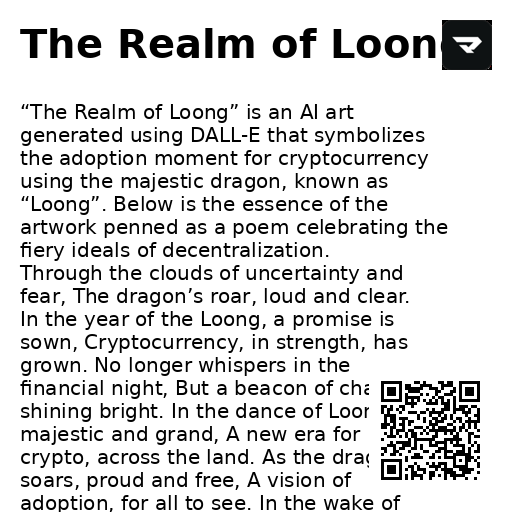 The Realm of Loon
“The Realm of Loong” is an AI art
generated using DALL-E that symbolizes
the adoption moment for cryptocurrency
using the majestic dragon, known as
“Loong”. Below is the essence of the
artwork penned as a poem celebrating the
fiery ideals of decentralization.
Through the clouds of uncertainty and
fear, The dragon’s roar, loud and clear.
In the year of the Loong, a promise is
sown, Cryptocurrency, in strength, has
grown. No longer whispers in the
financial night, But a beacon of cha
shining bright. In the dance of Loon
majestic and grand, A new era for
crypto, across the land. As the drag
soars, proud and free, A vision of
adoption, for all to see. In the wake of